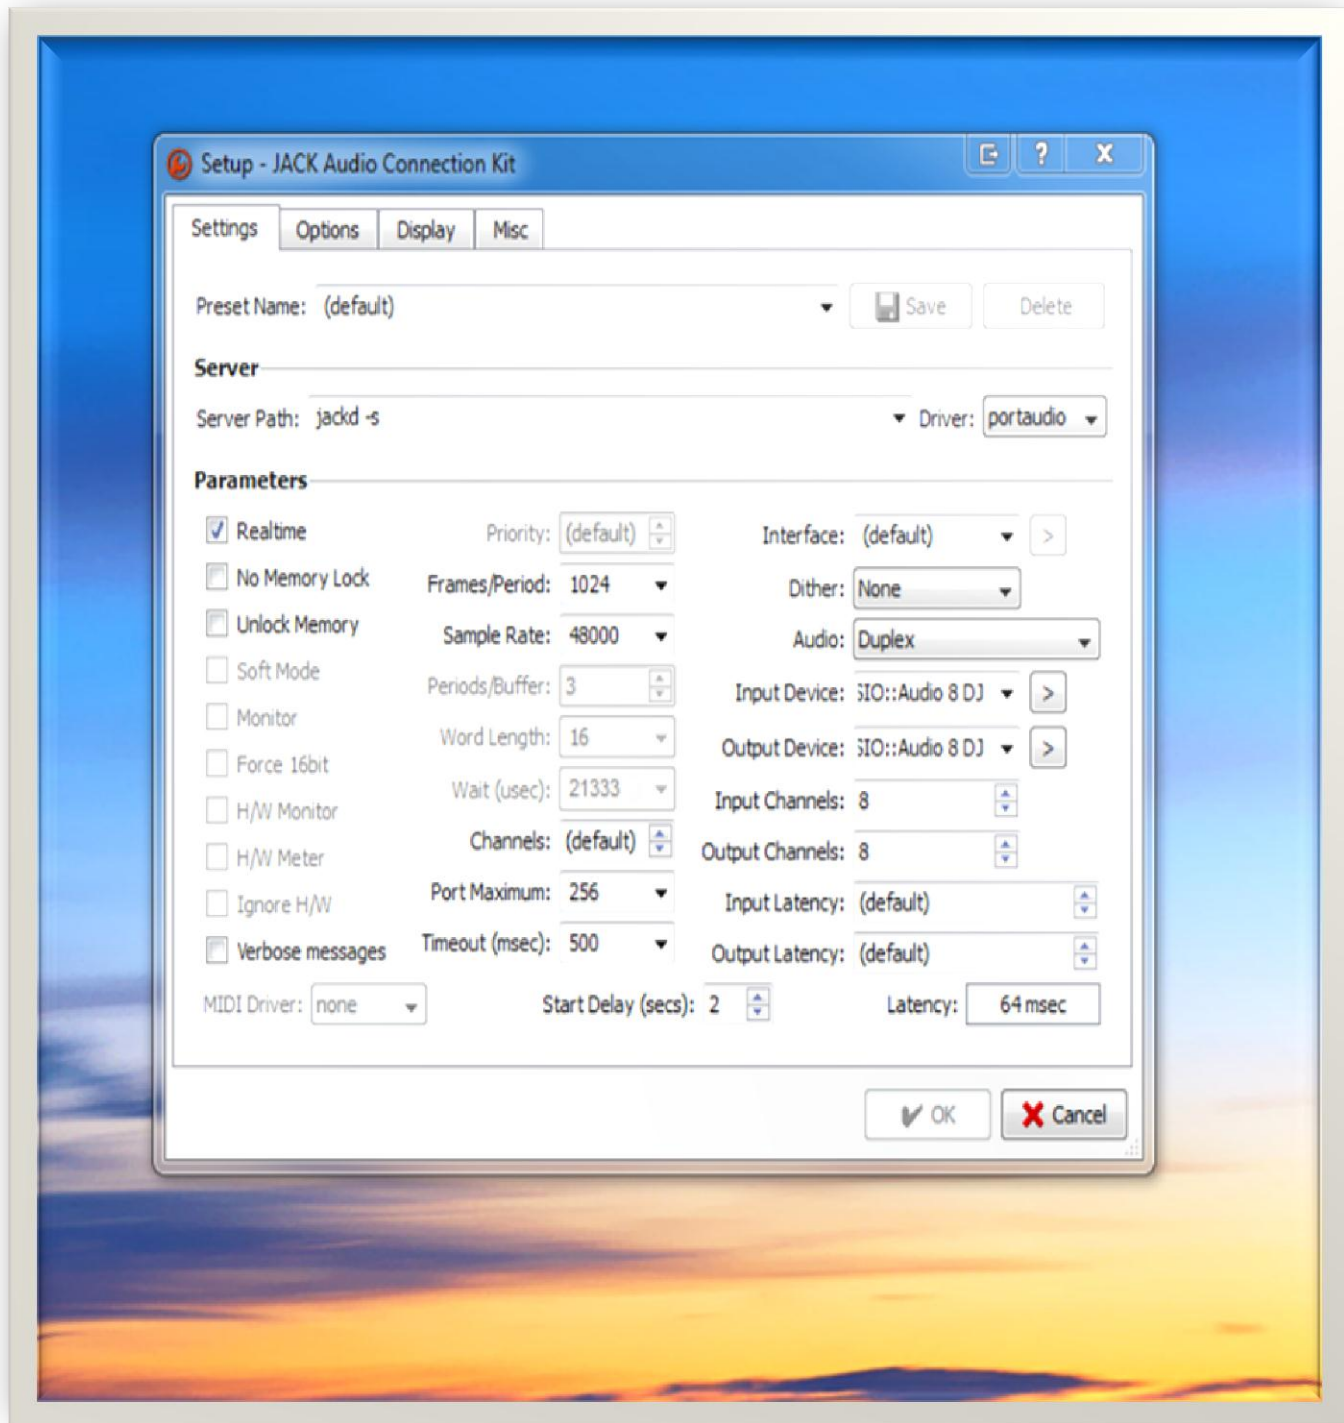 Setup - JACK Audio Connection Kit
?
X
Settings Options Display Misc
Preset Name: (default) Save Delete
Server
Server Path: jackd -s Driver: portaudio
Parameters
Realtime Priority: (default) Interface: (default) >
No Memory Lock Frames/Period: 1024 Dither: None
Unlock Memory Sample Rate: 48000 Audio: Duplex
Soft Mode Periods/Buffer: 3 Input Device: SIO::Audio 8 DJ >
Monitor Word Length: 16 Output Device: SIO::Audio 8 DJ >
Force 16bit Wait (usec): 21333 Input Channels: 8
H/W Monitor Channels: (default) Output Channels: 8
H/W Meter Port Maximum: 256 Input Latency: (default)
Ignore H/W Timeout (msec): 500 Output Latency: (default)
Verbose messages
MIDI Driver: none Start Delay (secs): 2 Latency: 64 msec
OK Cancel